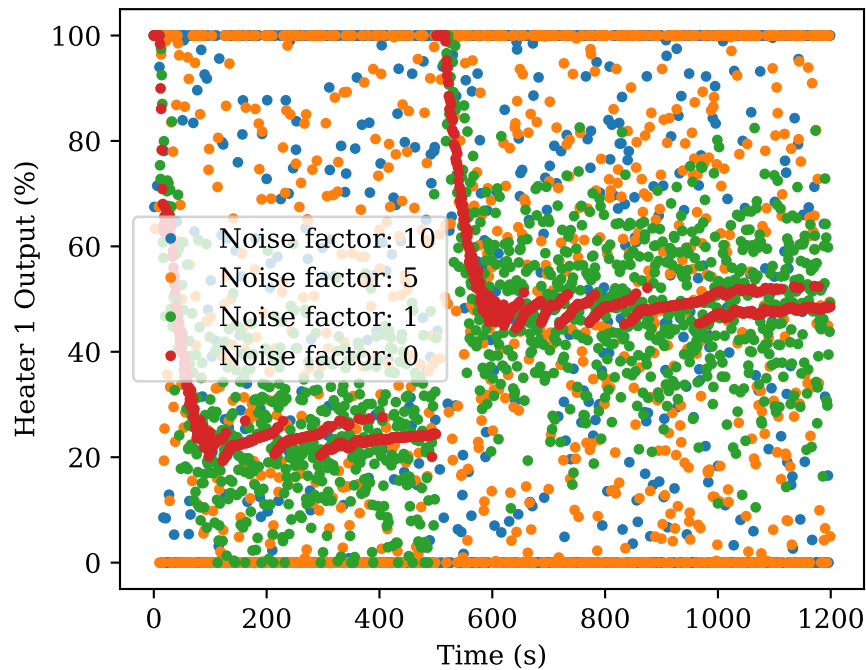 100
80
60
40
20
0
Heater 1 Output (%)
Noise factor: 10
Noise factor: 5
Noise factor: 1
Noise factor: 0
0 200 400 600 800 1000 1200
Time (s)